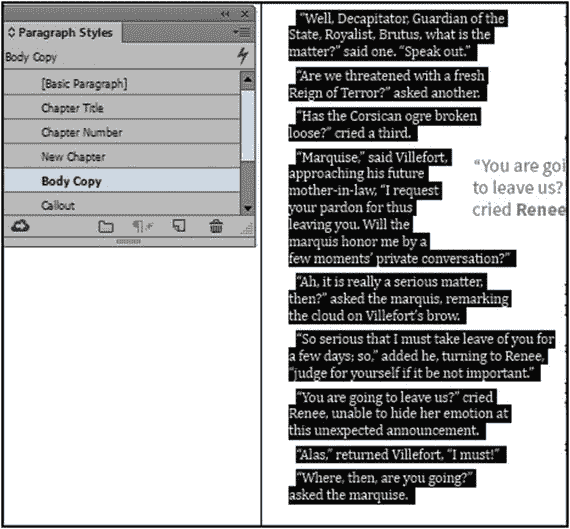 Paragraph Styles
Body Copy
[Basic Paragraph]
Chapter Title
Chapter Number
New Chapter
Body Copy
Callout
“Well, Decapitator, Guardian of the
State, Royalist, Brutus, what is the
matter?” said one. “Speak out.”
“Are we threatened with a fresh
Reign of Terror?” asked another.
“Has the Corsican ogre broken
loose?” cried a third.
“Marquise,” said Villefort,
approaching his future
mother-in-law, “I request
your pardon for thus
leaving you. Will the
marquis honor me by a
few moments’ private conversation?”
“Ah, it is really a serious matter,
then?” asked the marquis, remarking
the cloud on Villefort’s brow.
“So serious that I must take leave of you for
a few days; so,” added he, turning to Renee,
“judge for yourself if it be not important.”
“You are going to leave us?” cried
Renee, unable to hide her emotion at
this unexpected announcement.
“Alas,” returned Villefort, “I must!”
“Where, then, are you going?”
asked the marquise.
“You are goi
to leave us?
cried Renee